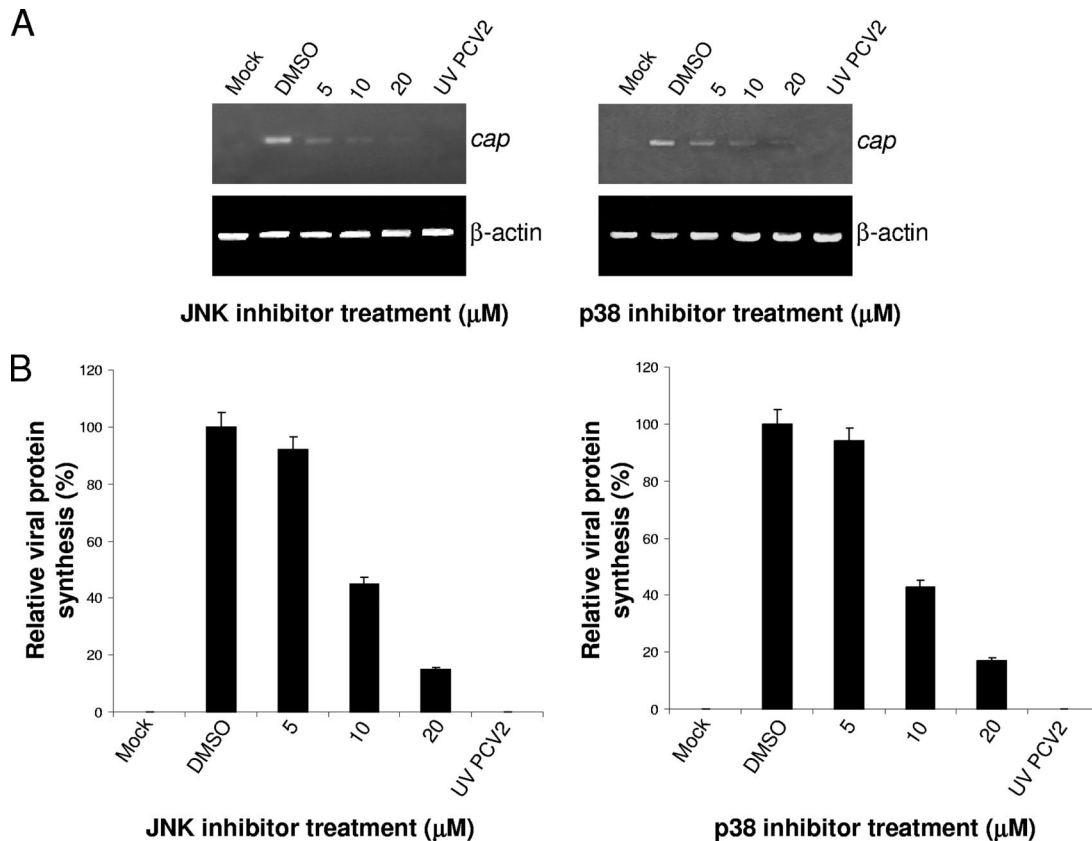 A
Mock DMSO 5 10 20 UV PCV2
cap
β-actin
JNK inhibitor treatment (μM)
Mock DMSO 5 10 20 UV PCV2
cap
β-actin
p38 inhibitor treatment (μM)
B
Relative viral protein
synthesis (%)
120
100
80
60
40
20
0
Mock DMSO 5 10 20 UV PCV2
JNK inhibitor treatment (μM)
Relative viral protein
synthesis (%)
120
100
80
60
40
20
0
Mock DMSO 5 10 20 UV PCV2
p38 inhibitor treatment (μM)